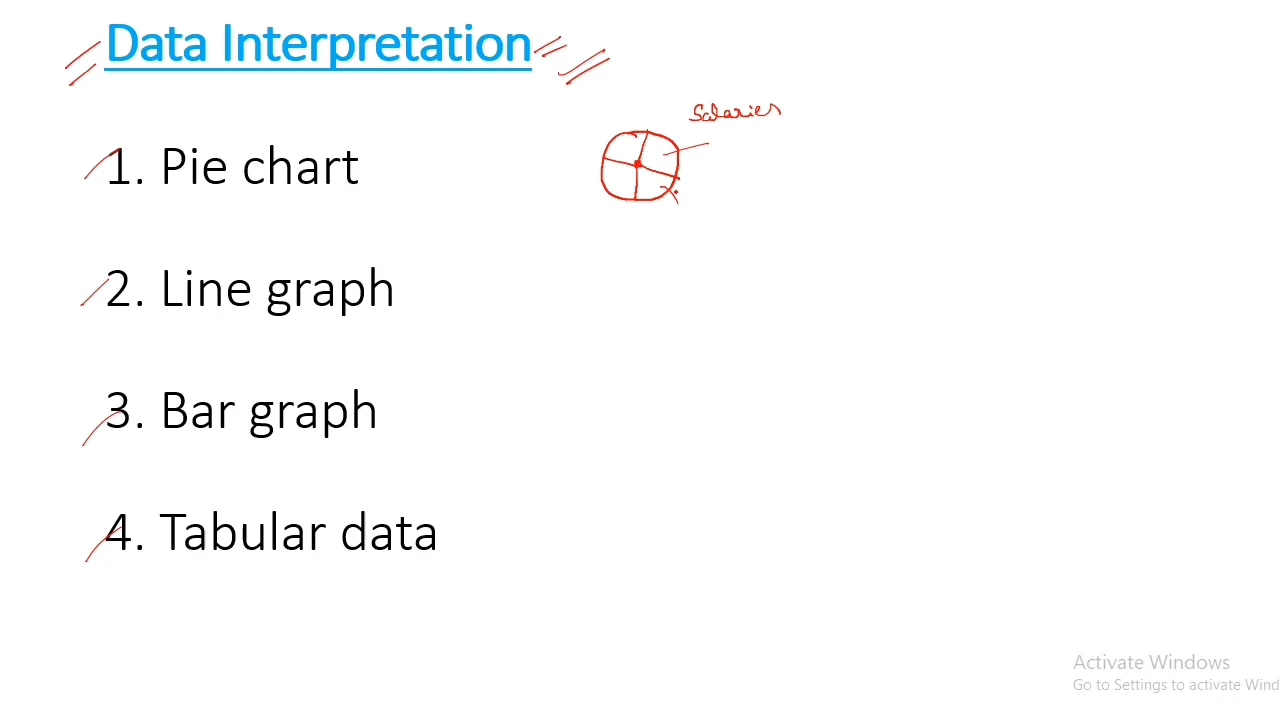 Data Interpretation
Salaries
1. Pie chart
2. Line graph
3. Bar graph
4. Tabular data
Activate Windows
Go to Settings to activate Wind